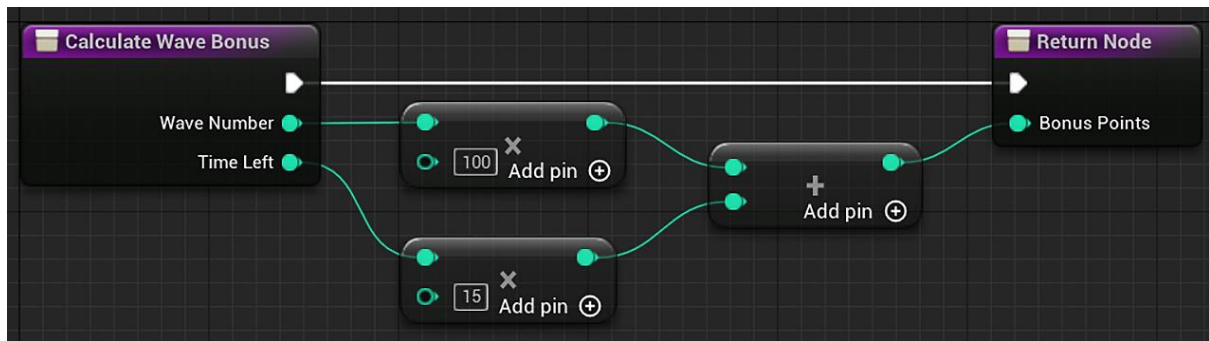 Calculate Wave Bonus
Return Node
Wave Number
Time Left
100
Add pin
15
Add pin
Add pin
Bonus Points